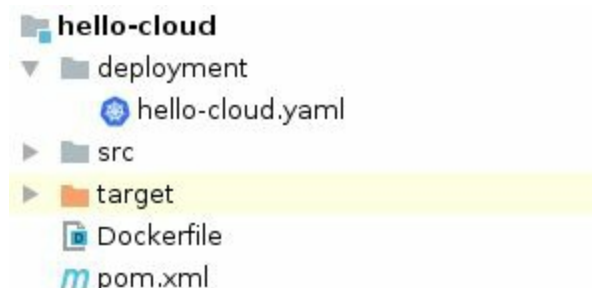 hello-cloud
deployment
hello-cloud.yaml
src
target
Dockerfile
pom.xml